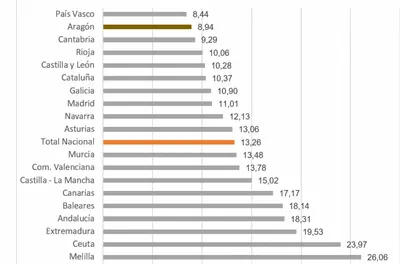 País Vasco 8,44
Aragón 8,94
Cantabria 9,29
Rioja 10,06
Castilla y León 10,28
Cataluña 10,37
Galicia 10,90
Madrid 11,01
Navarra 12,13
Asturias 13,06
Total Nacional 13,26
Murcia 13,48
Com. Valenciana 13,78
Castilla - La Mancha 15,02
Canarias 17,17
Baleares 18,14
Andalucía 18,31
Extremadura 19,53
Ceuta 23,97
Melilla 26,06